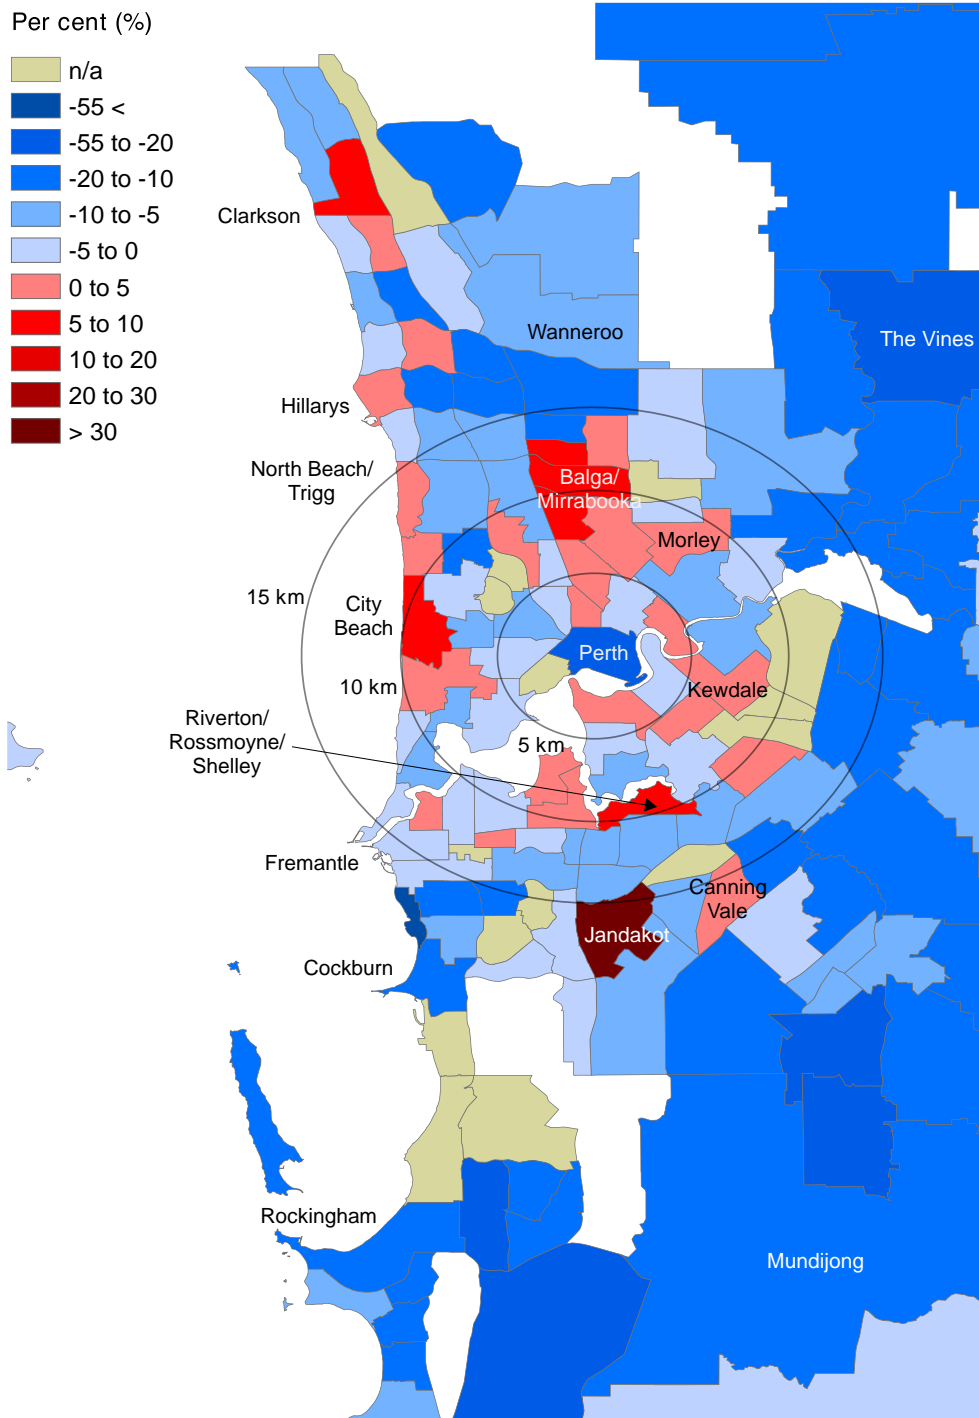 Per cent (%)
n/a
-55 <
-55 to -20
-20 to -10
-10 to -5
-5 to 0
0 to 5
5 to 10
10 to 20
20 to 30
> 30
Clarkson
Wanneroo
The Vines
Hillarys
North Beach/
Trigg
Balga/
Mirrabooka
Morley
15 km
City
Beach
Perth
10 km
Kewdale
Riverton/
Rossmoyne/
Shelley
5 km
Fremantle
Canning
Vale
Jandakot
Cockburn
Rockingham
Mundijong